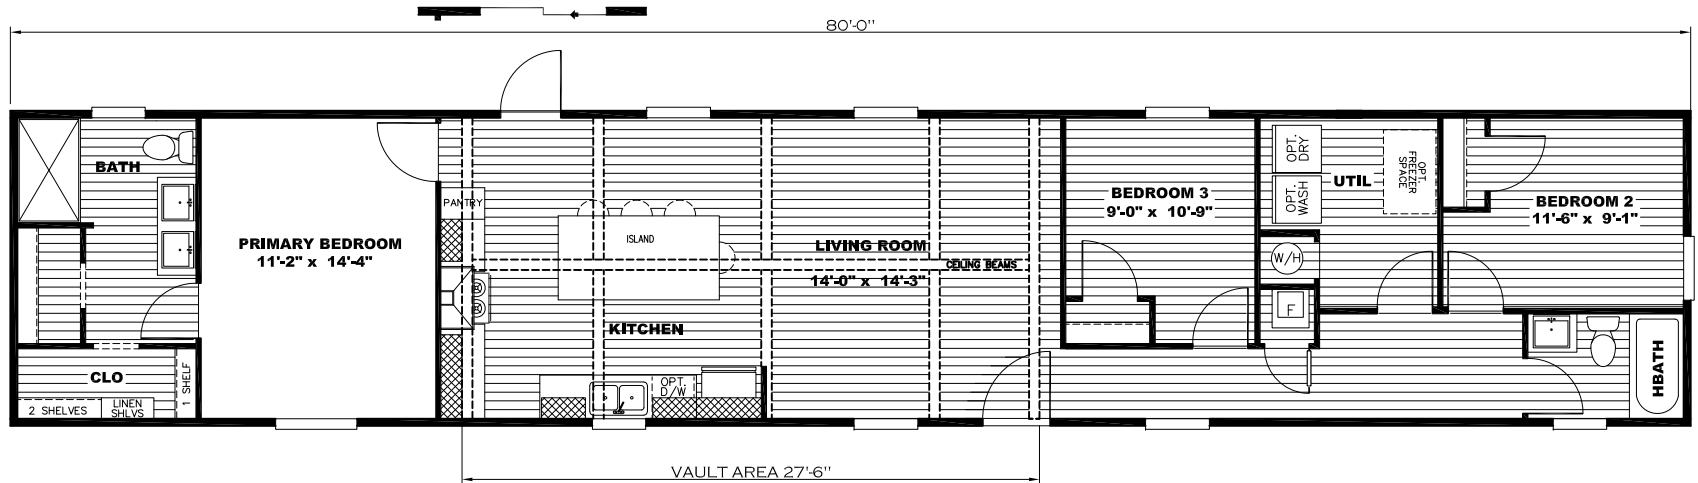 80'-0"
BATH
PRIMARY BEDROOM
11'-2" x 14'-4"
CLO
1 SHELF
2 SHELVES
LINEN
SHLVS
PANTRY
ISLAND
KITCHEN
OPT.
D/W
LIVING ROOM
14'-0" x 14'-3"
CEILING BEAMS
BEDROOM 3
9'-0" x 10'-9"
OPT.
DRY
OPT.
WASH
UTIL
OPT.
FREEZER
SPACE
W/H
F
BEDROOM 2
11'-6" x 9'-1"
HBATH
VAULT AREA 27'-6"